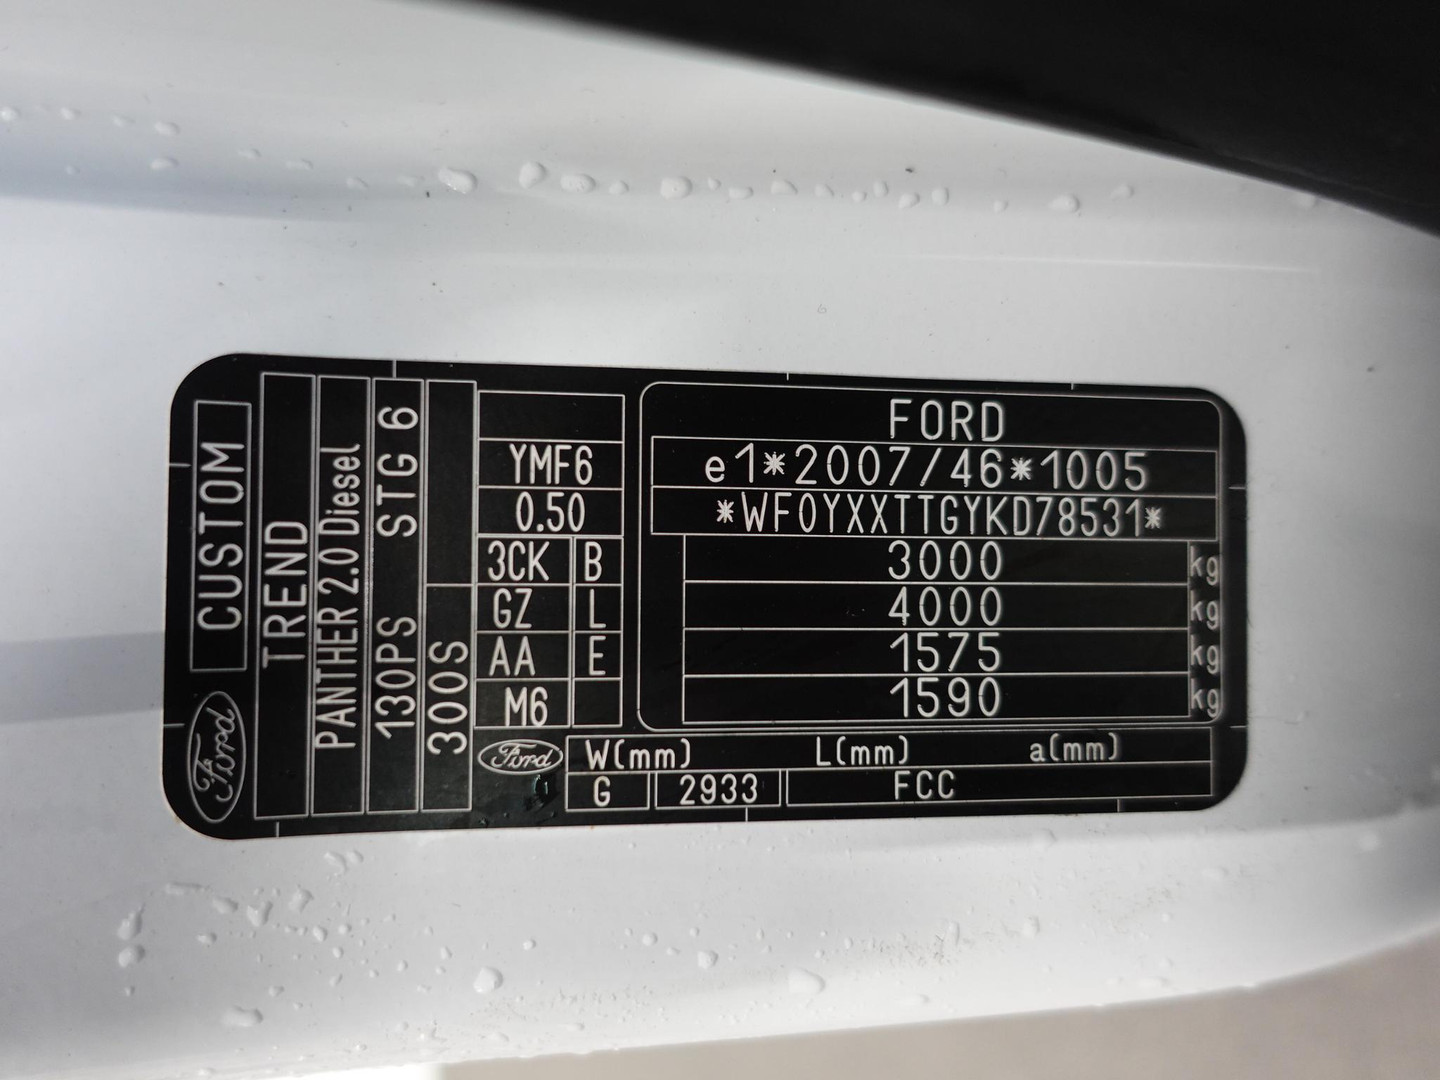 Ford
CUSTOM
TREND
PANTHER 2.0 Diesel
130PS STG 6
300S
YMF6
0.50
3CK B
GZ L
AA E
M6
FORD
e1*2007/46*1005
*WF0YXXTTGYKD78531*
3000 kg
4000 kg
1575 kg
1590 kg
Ford
W(mm) L(mm) a(mm)
G 2933 FCC